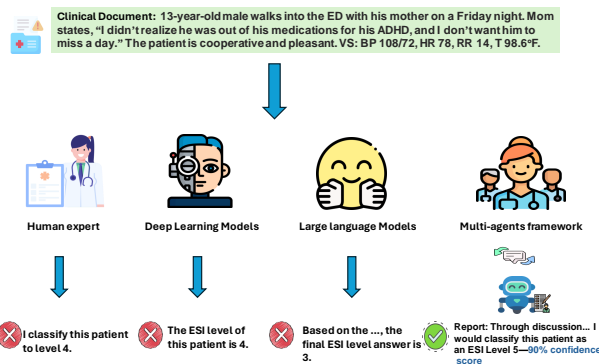 Clinical Document: 13-year-old male walks into the ED with his mother on a Friday night. Mom
states, “I didn’t realize he was out of his medications for his ADHD, and I don’t want him to
miss a day.” The patient is cooperative and pleasant. VS: BP 108/72, HR 78, RR 14, T 98.6°F.
Human expert
Deep Learning Models
Large language Models
Multi-agents framework
I classify this patient
to level 4.
The ESI level of
this patient is 4.
Based on the ..., the
final ESI level answer is
3.
Report: Through discussion... I
would classify this patient as
an ESI Level 5—90% confidence
score